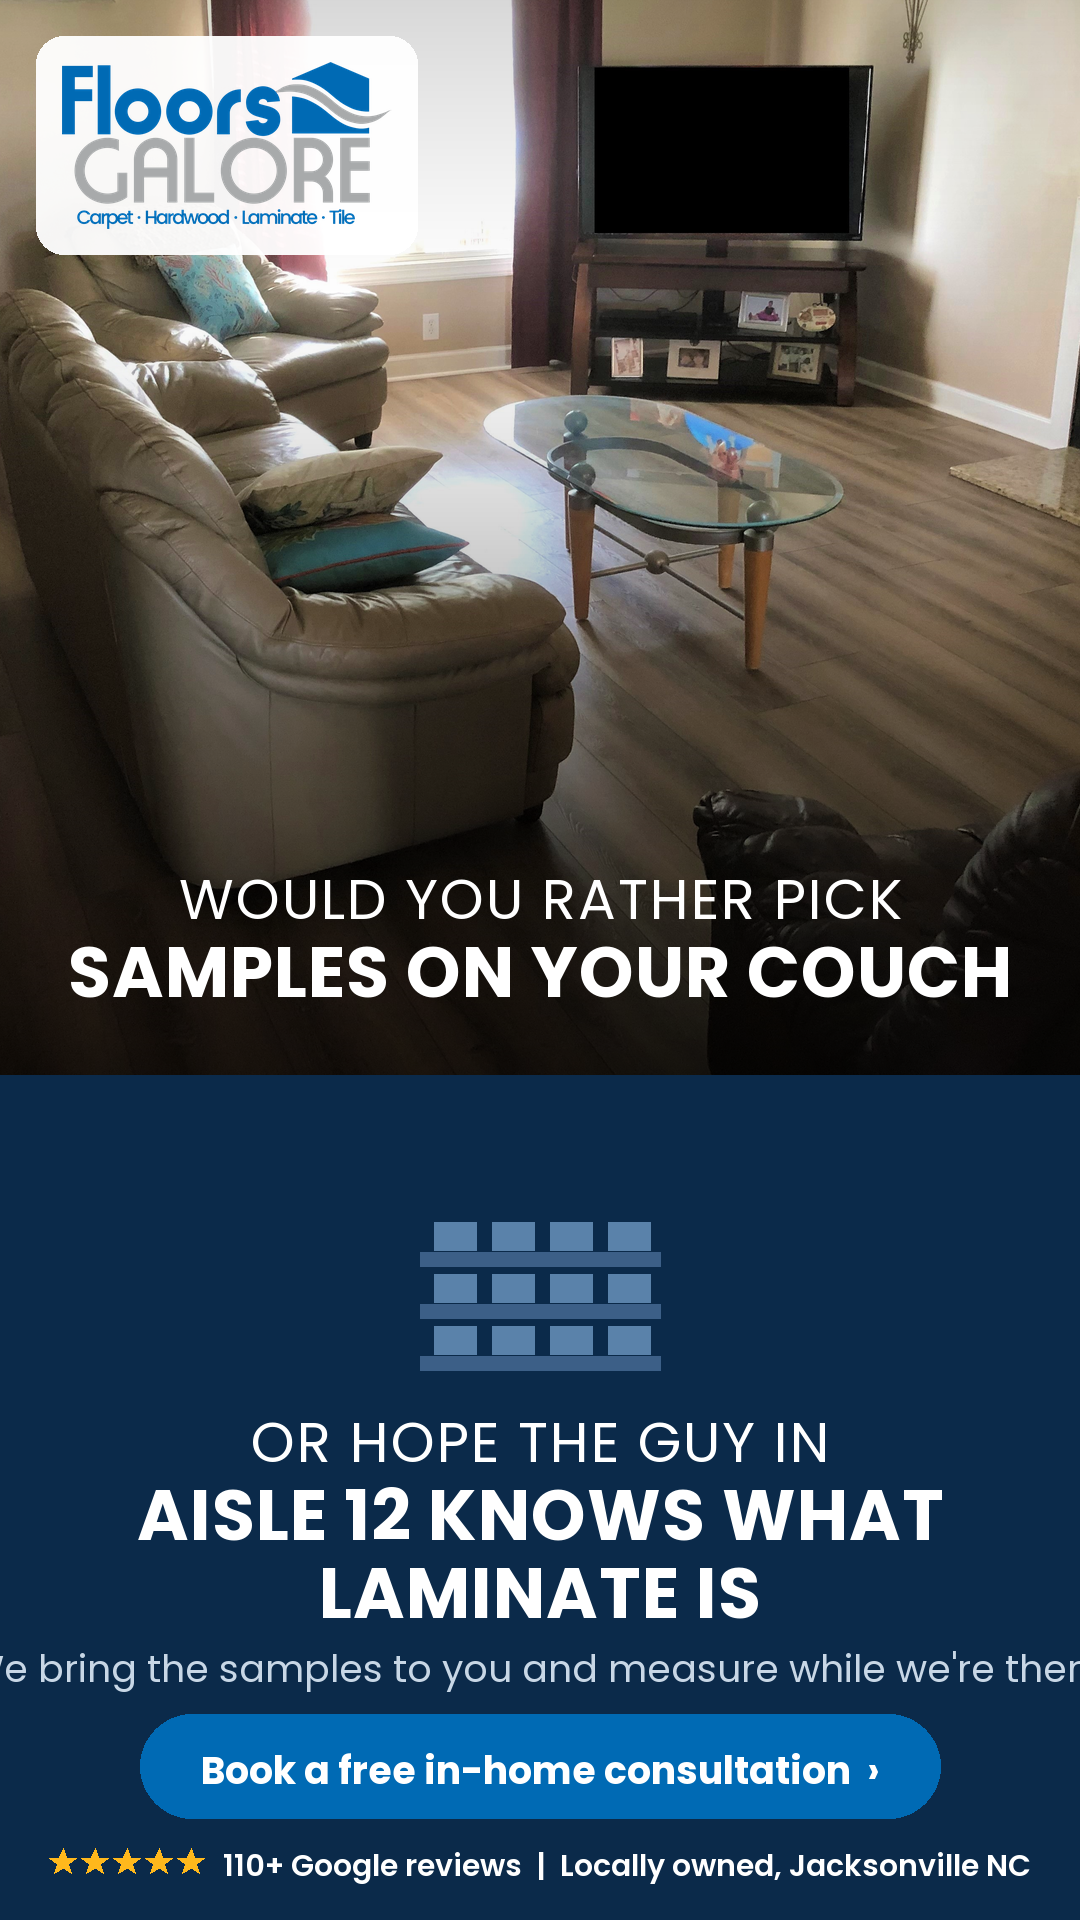 Floors
GALORE
Carpet · Hardwood · Laminate · Tile
WOULD YOU RATHER PICK
SAMPLES ON YOUR COUCH
OR HOPE THE GUY IN
AISLE 12 KNOWS WHAT
LAMINATE IS
bring the samples to you and measure while we're
Book a free in-home consultation ›
★★★★★ 110+ Google reviews | Locally owned, Jacksonville NC